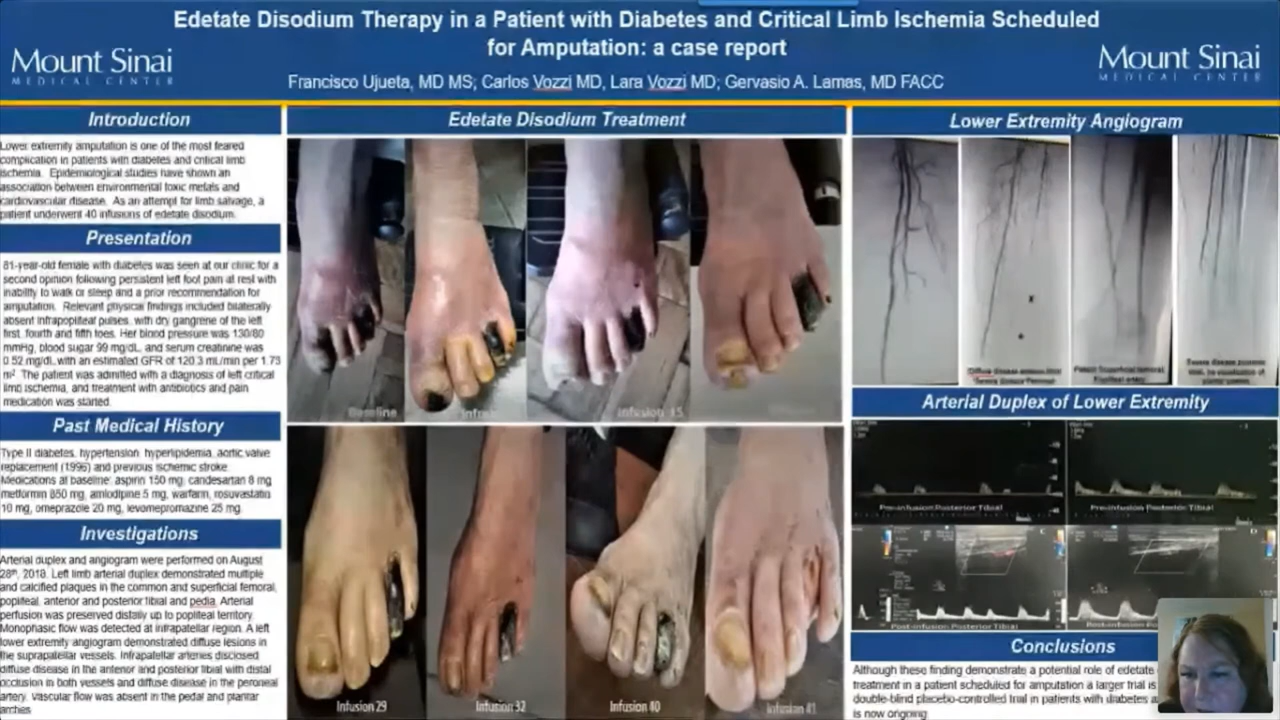 Edetate Disodium Therapy in a Patient with Diabetes and Critical Limb Ischemia Scheduled
for Amputation: a case report
Mount Sinai
MEDICAL CENTER
Francisco Ujueta, MD MS; Carlos Vozzi MD, Lara Vozzi MD; Gervasio A. Lamas, MD FACC
Mount Sinai
MEDICAL CENTER
Introduction
Lower extremity amputation is one of the most feared
complication in patients with diabetes and critical limb
ischemia. Epidemiological studies have shown an
association between environmental toxic metals and
cardiovascular disease. As an attempt for limb salvage, a
patient underwent 40 infusions of edetate disodium.
Presentation
81-year-old female with diabetes was seen at our clinic for a
second opinion following persistent left foot pain at rest with
inability to walk or sleep and a prior recommendation for
amputation. Relevant physical findings included bilaterally
absent infrapopliteal pulses, with dry gangrene of the left
first, fourth and fifth toes. Her blood pressure was 130/80
mmHg, blood sugar 99 mg/dL, and serum creatinine was
0.52 mg/dL with an estimated GFR of 120.3 mL/min per 1.73
m². The patient was admitted with a diagnosis of left critical
limb ischemia, and treatment with antibiotics and pain
medication was started.
Past Medical History
Type II diabetes, hypertension, hyperlipidemia, aortic valve
replacement (1996) and previous ischemic stroke.
Medications at baseline: aspirin 150 mg, candesartan 8 mg
metformin 850 mg, amlodipine 5 mg, warfarin, rosuvastatin
10 mg, omeprazole 20 mg, levomepromazine 25 mg.
Investigations
Arterial duplex and angiogram were performed on August
28th, 2018. Left limb arterial duplex demonstrated multiple
and calcified plaques in the common and superficial femoral,
popliteal, anterior and posterior tibial and pedia. Arterial
perfusion was preserved distally up to popliteal territory.
Monophasic flow was detected at infrapatellar region. A left
lower extremity angiogram demonstrated diffuse lesions in
the suprapatellar vessels. Infrapatellar arteries disclosed
diffuse disease in the anterior and posterior tibial with distal
occlusion in both vessels and diffuse disease in the peroneal
artery. Vascular flow was absent in the pedal and plantar
arches
Edetate Disodium Treatment
Baseline
Infusion 15
Infusion 29
Infusion 32
Infusion 40
Infusion 41
Lower Extremity Angiogram
Arterial Duplex of Lower Extremity
Pre-infusion Posterior Tibial
Pre-infusion Posterior Tibial
Post-infusion Posterior Tibial
Post-infusion Posterior
Conclusions
Although these finding demonstrate a potential role of edetate
treatment in a patient scheduled for amputation a larger trial is
double-blind placebo-controlled trial in patients with diabetes
is now ongoing